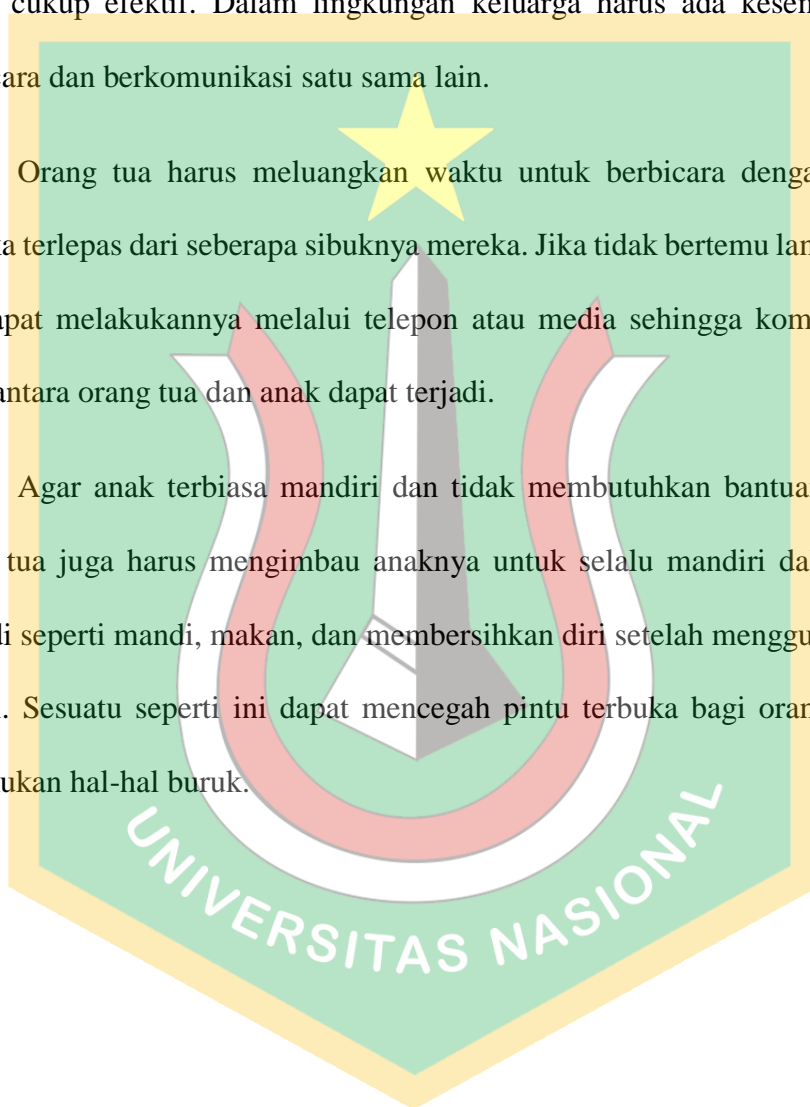 cukup efektif. Dalam lingkungan keluarga harus ada kesem
ara dan berkomunikasi satu sama lain.
Orang tua harus meluangkan waktu untuk berbicara denga
a terlepas dari seberapa sibuknya mereka. Jika tidak bertemu lan
apat melakukannya melalui telepon atau media sehingga kom
antara orang tua dan anak dapat terjadi.
Agar anak terbiasa mandiri dan tidak membutuhkan bantua
tua juga harus mengimbau anaknya untuk selalu mandiri da
li seperti mandi, makan, dan membersihkan diri setelah menggu
. Sesuatu seperti ini dapat mencegah pintu terbuka bagi oran
ukan hal-hal buruk.
UNIVERSITAS NASIONAL